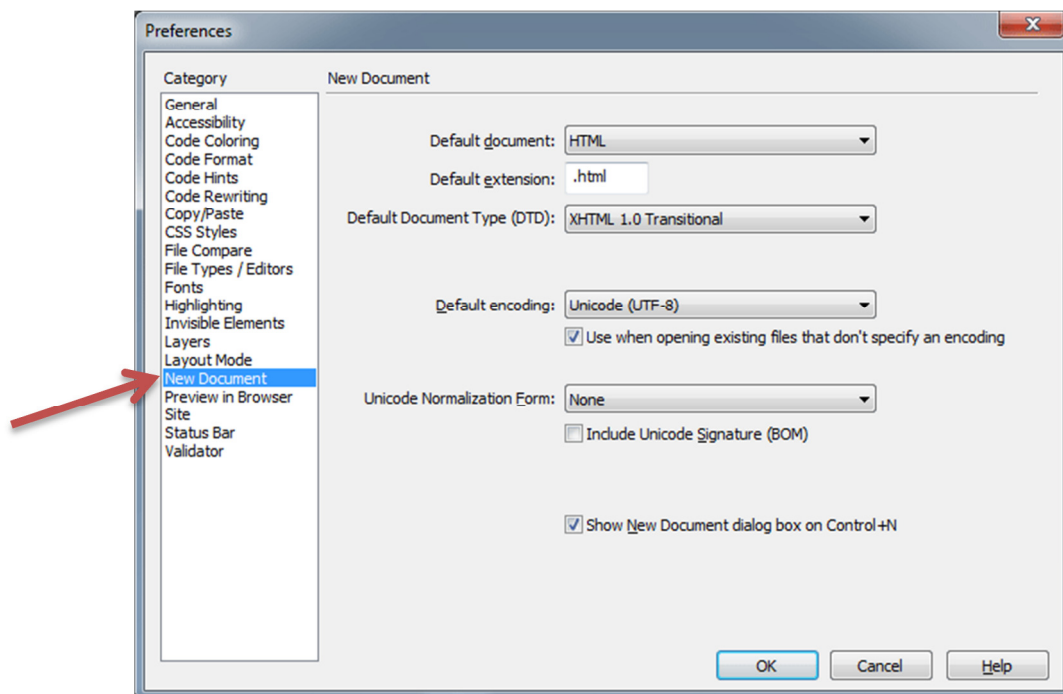 Preferences
Category
General
Accessibility
Code Coloring
Code Format
Code Hints
Code Rewriting
Copy/Paste
CSS Styles
File Compare
File Types / Editors
Fonts
Highlighting
Invisible Elements
Layers
Layout Mode
New Document
Preview in Browser
Site
Status Bar
Validator
New Document
Default document: HTML
Default extension: .html
Default Document Type (DTD): XHTML 1.0 Transitional
Default encoding: Unicode (UTF-8)
Use when opening existing files that don't specify an encoding
Unicode Normalization Form: None
Include Unicode Signature (BOM)
Show New Document dialog box on Control+N
OK Cancel Help